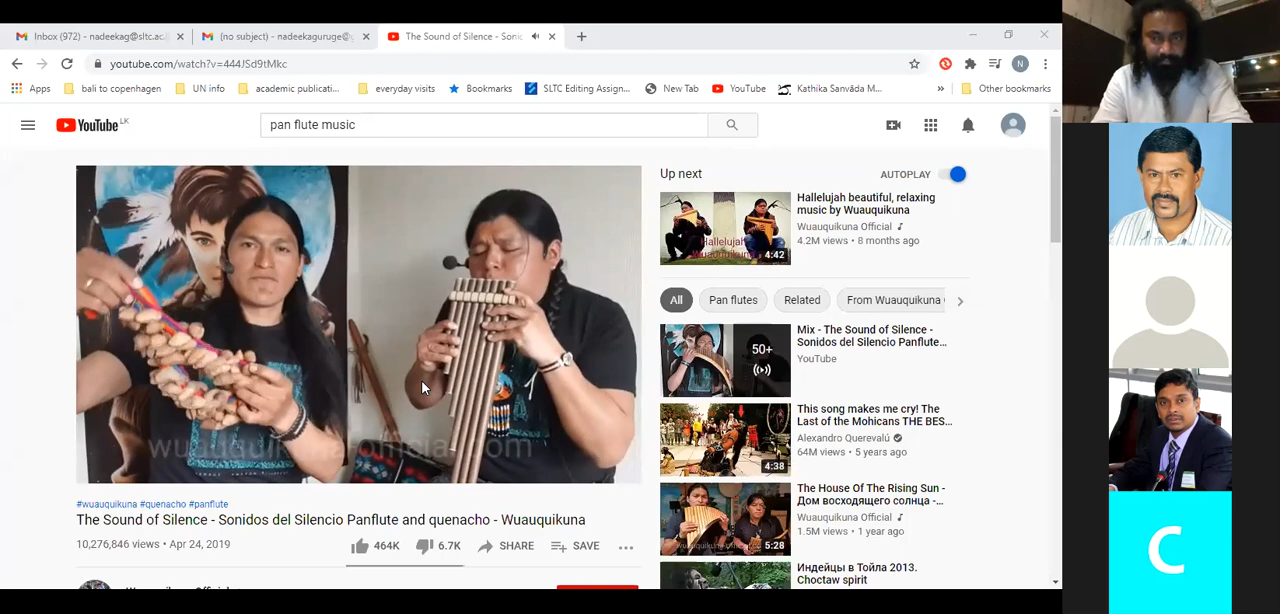 Inbox (972) - nadeekag@sltc.ac.
(no subject) - nadeekaguruge@g
The Sound of Silence - Sonic
youtube.com/watch?v=444JSd9tMkc
Apps
bali to copenhagen
UN info
academic publicati...
everyday visits
Bookmarks
SLTC Editing Assign...
New Tab
YouTube
Kathika Sanvāda M...
»
Other bookmarks
YouTube LK
pan flute music
N
wuauquikunaofficial.com
#wuauquikuna #quenacho #panflute
The Sound of Silence - Sonidos del Silencio Panflute and quenacho - Wuauquikuna
10,276,846 views • Apr 24, 2019
464K
6.7K
SHARE
SAVE
Up next
AUTOPLAY
Hallelujah
Wuauquikuna
4:42
Hallelujah beautiful, relaxing
music by Wuauquikuna
Wuauquikuna Official
4.2M views • 8 months ago
All
Pan flutes
Related
From Wuauquikuna
50+
Mix - The Sound of Silence -
Sonidos del Silencio Panflute...
YouTube
4:38
This song makes me cry! The
Last of the Mohicans THE BES...
Alexandro Querevalú
64M views • 5 years ago
5:28
The House Of The Rising Sun -
Дом восходящего солнца -...
Wuauquikuna Official
1.5M views • 1 year ago
Индейцы в Тойла 2013.
Choctaw spirit
C